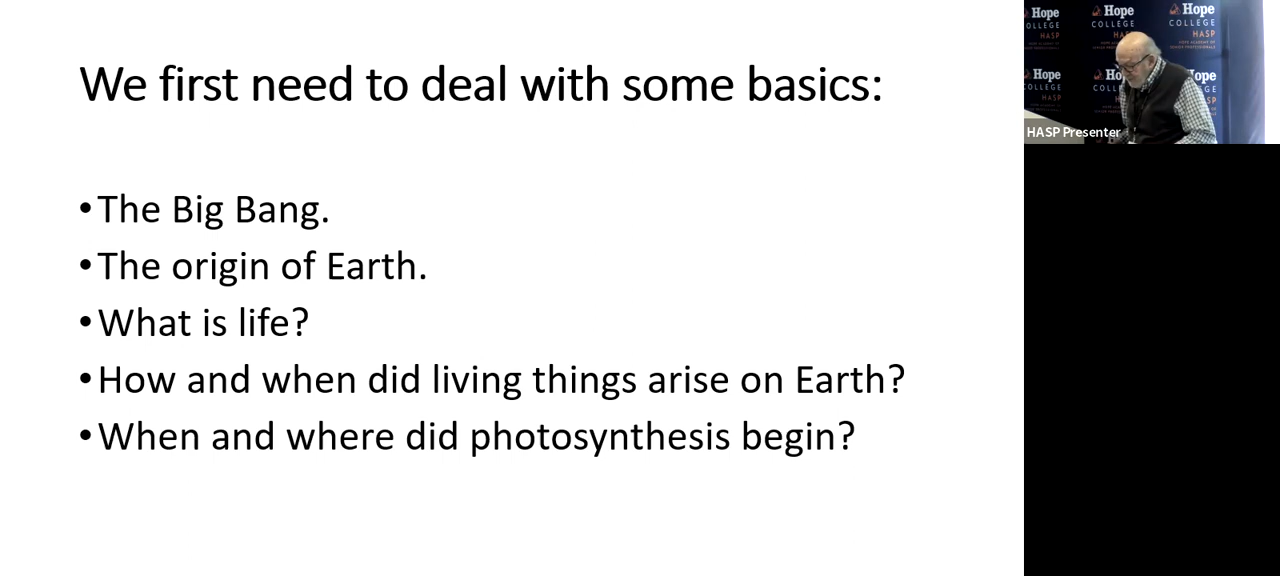 We first need to deal with some basics:
•The Big Bang.
•The origin of Earth.
•What is life?
•How and when did living things arise on Earth?
•When and where did photosynthesis begin?
Hope
COLLEGE
HASP
Hope
COLLEGE
HASP
Hope
COLLEGE
HASP
Hope
COLLEGE
HASP
HASP Presenter